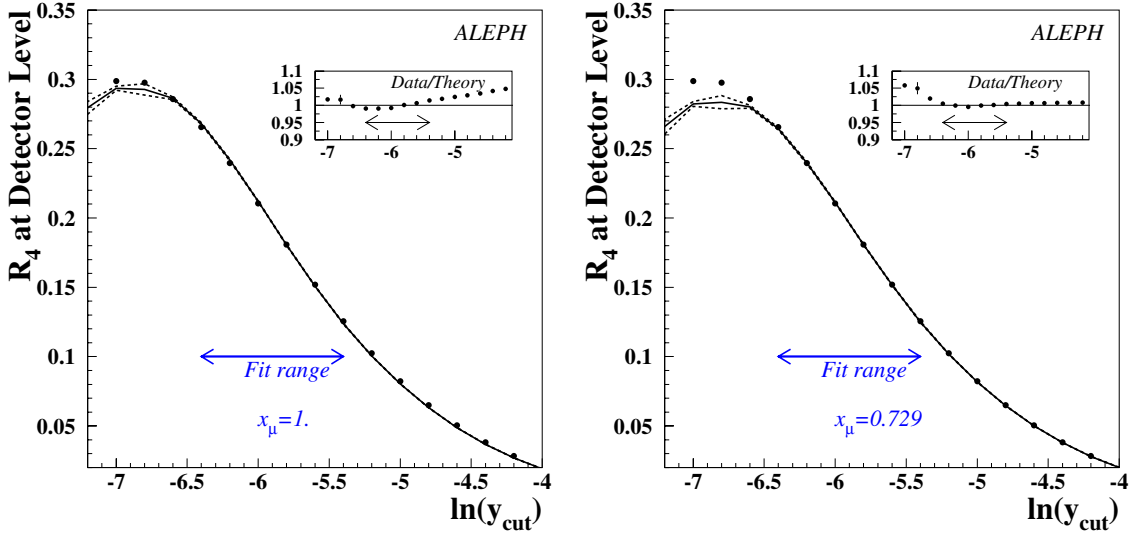 R4 at Detector Level
0.35
0.3
0.25
0.2
0.15
0.1
0.05
ALEPH
1.1
1.05
1
0.95
0.9
Data/Theory
-7 -6 -5
Fit range
xμ=1.
-7 -6.5 -6 -5.5 -5 -4.5 -4
ln(ycut)
R4 at Detector Level
0.35
0.3
0.25
0.2
0.15
0.1
0.05
ALEPH
1.1
1.05
1
0.95
0.9
Data/Theory
-7 -6 -5
Fit range
xμ=0.729
-7 -6.5 -6 -5.5 -5 -4.5 -4
ln(ycut)